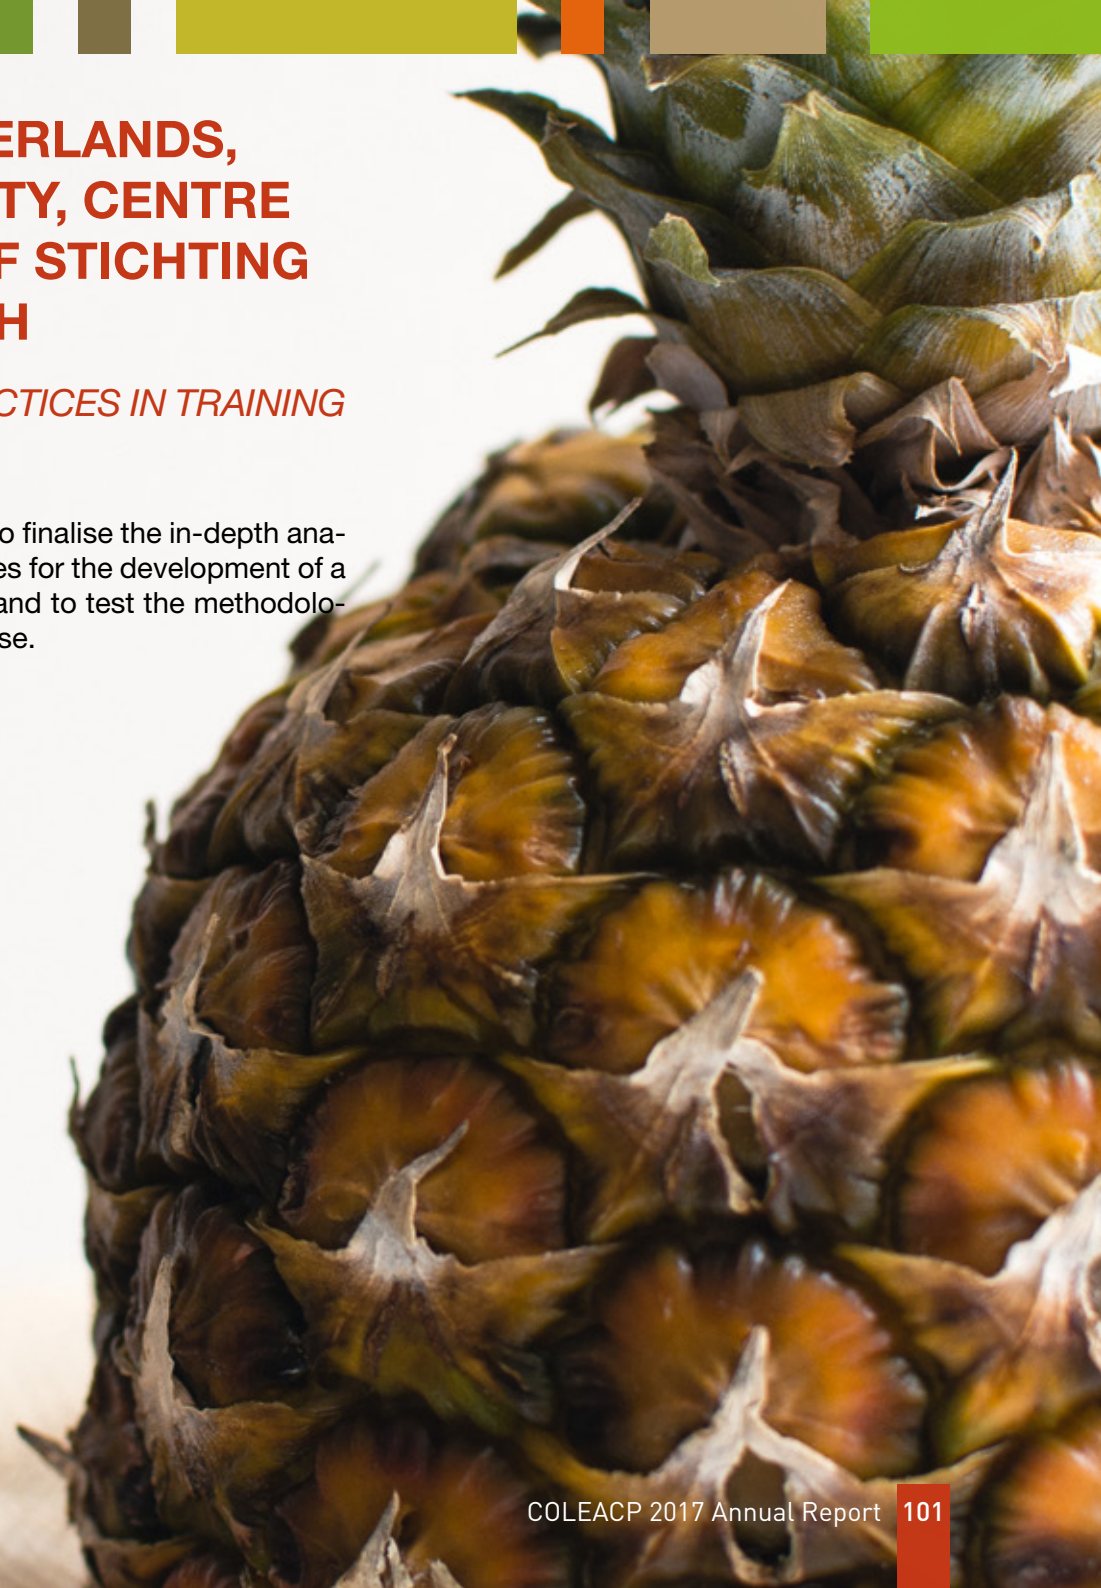 ERLANDS,
TY, CENTRE
F STICHTING
H
CTICES IN TRAINING
o finalise the in-depth ana-
es for the development of a
and to test the methodolo-
se.
COLEACP 2017 Annual Report 101